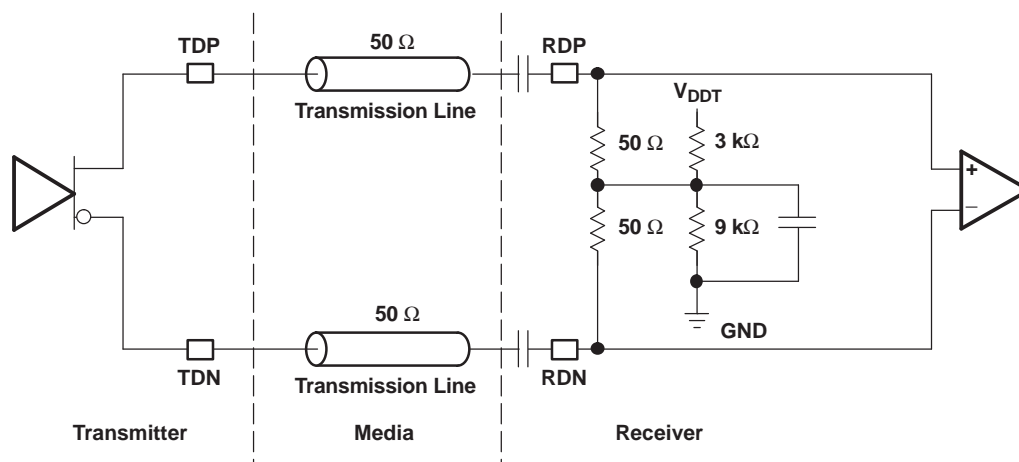 50 Ω
TDP
RDP
Transmission Line
VDDT
50 Ω
3 kΩ
+
−
50 Ω
9 kΩ
50 Ω
GND
TDN
RDN
Transmission Line
Transmitter
Media
Receiver